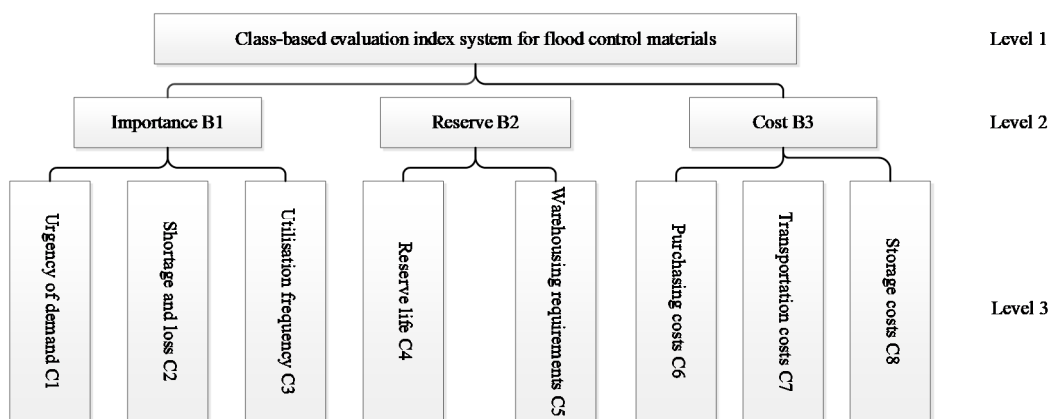 Class-based evaluation index system for flood control materials
Level 1
Importance B1
Reserve B2
Cost B3
Level 2
Urgency of demand C1
Shortage and loss C2
Utilisation frequency C3
Reserve life C4
Warehousing requirements C5
Purchasing costs C6
Transportation costs C7
Storage costs C8
Level 3